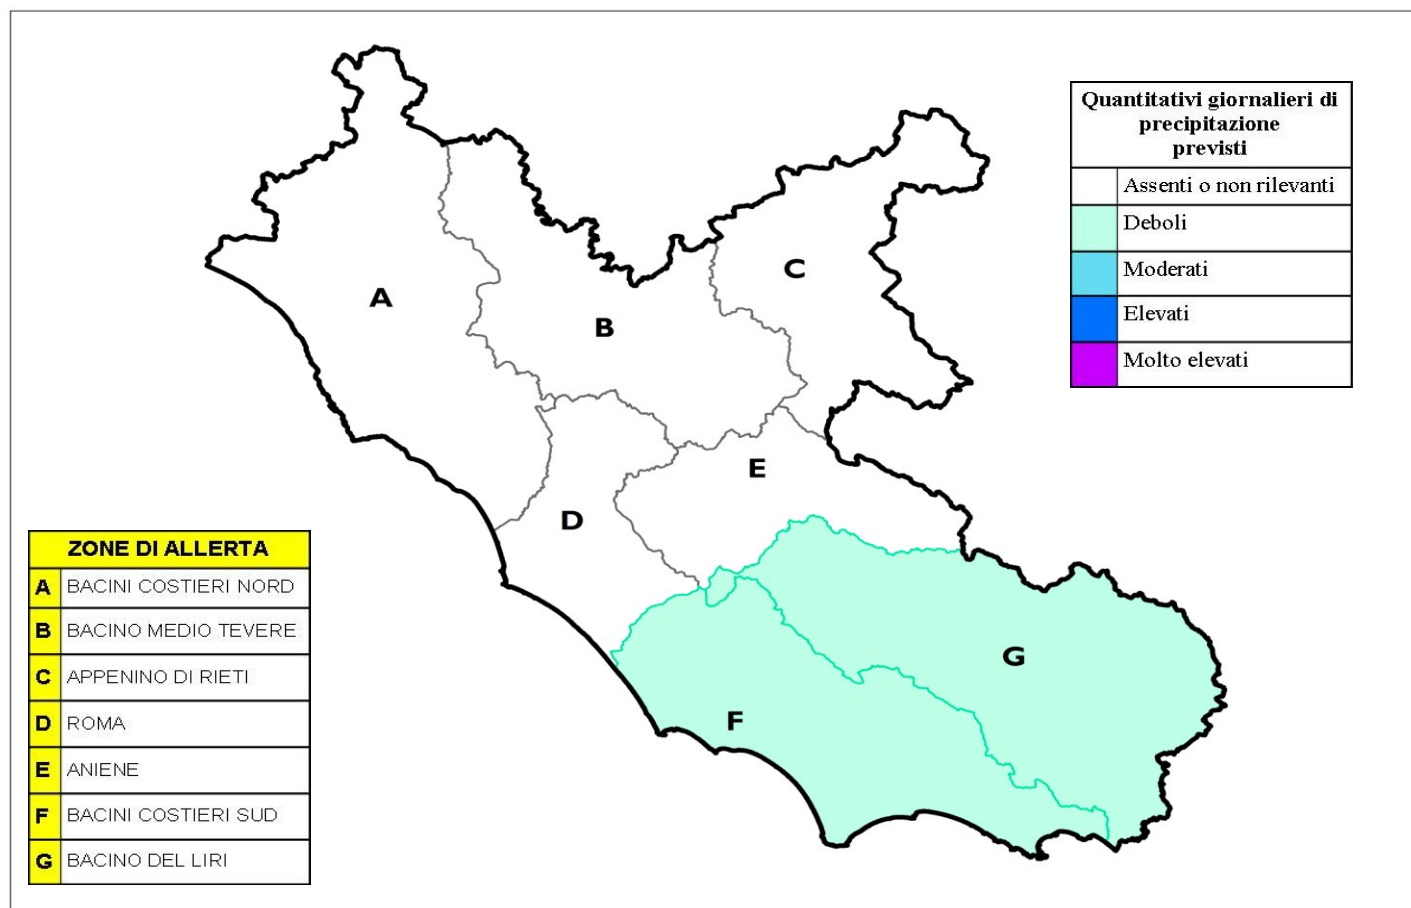 Quantitativi giornalieri di
precipitazione
previsti
Assenti o non rilevanti
Deboli
Moderati
Elevati
Molto elevati
A
B
C
D
E
F
G
ZONE DI ALLERTA
A BACINI COSTIERI NORD
B BACINO MEDIO TEVERE
C APPENINO DI RIETI
D ROMA
E ANIENE
F BACINI COSTIERI SUD
G BACINO DEL LIRI